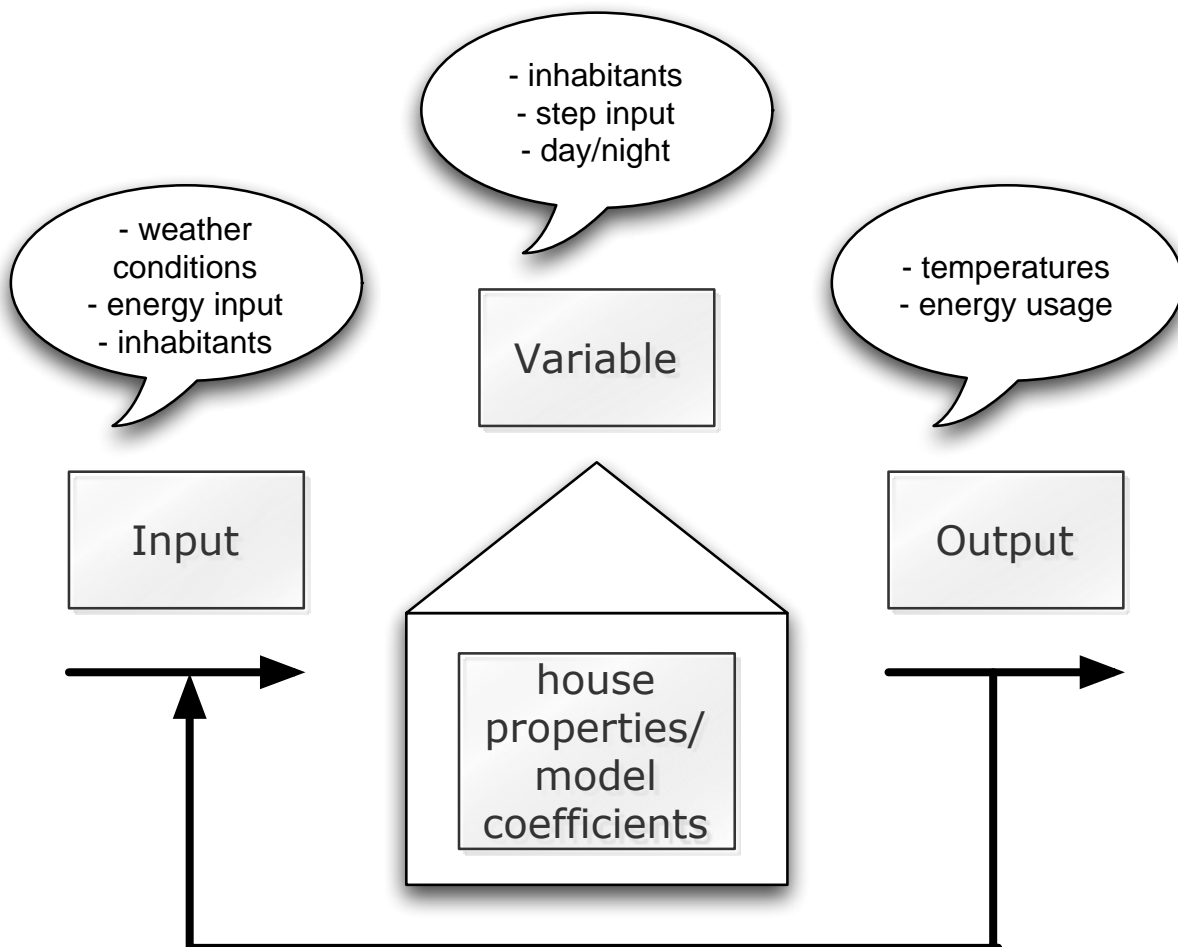 - inhabitants
- step input
- day/night
- weather
conditions
- energy input
- inhabitants
- temperatures
- energy usage
Variable
Input
Output
house
properties/
model
coefficients